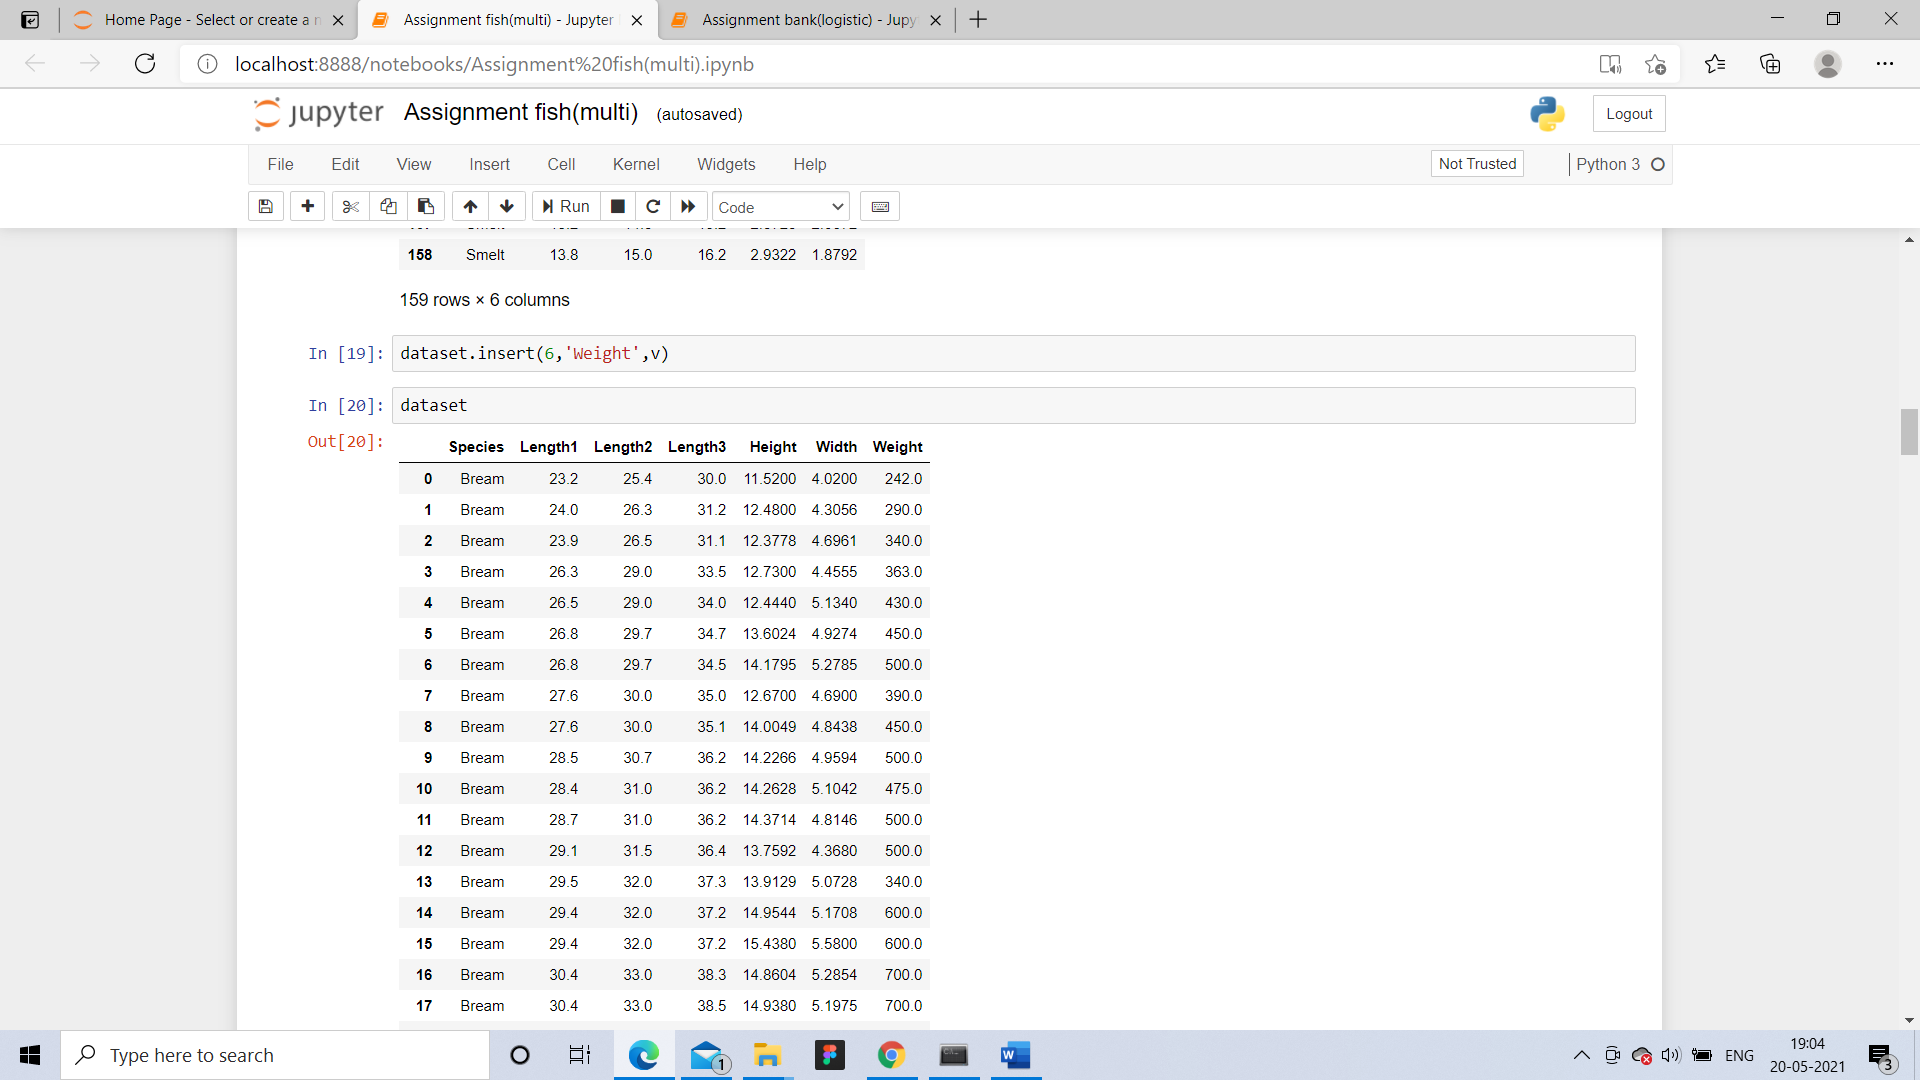 Home Page - Select or create a n
Assignment fish(multi) - Jupyter
Assignment bank(logistic) - Jupy
localhost:8888/notebooks/Assignment%20fish(multi).ipynb
jupyter Assignment fish(multi) (autosaved)
Logout
File Edit View Insert Cell Kernel Widgets Help
Not Trusted Python 3
Run Code
158 Smelt 13.8 15.0 16.2 2.9322 1.8792
159 rows × 6 columns
In [19]: dataset.insert(6,'Weight',v)
In [20]: dataset
Out[20]:
Species Length1 Length2 Length3 Height Width Weight
0 Bream 23.2 25.4 30.0 11.5200 4.0200 242.0
1 Bream 24.0 26.3 31.2 12.4800 4.3056 290.0
2 Bream 23.9 26.5 31.1 12.3778 4.6961 340.0
3 Bream 26.3 29.0 33.5 12.7300 4.4555 363.0
4 Bream 26.5 29.0 34.0 12.4440 5.1340 430.0
5 Bream 26.8 29.7 34.7 13.6024 4.9274 450.0
6 Bream 26.8 29.7 34.5 14.1795 5.2785 500.0
7 Bream 27.6 30.0 35.0 12.6700 4.6900 390.0
8 Bream 27.6 30.0 35.1 14.0049 4.8438 450.0
9 Bream 28.5 30.7 36.2 14.2266 4.9594 500.0
10 Bream 28.4 31.0 36.2 14.2628 5.1042 475.0
11 Bream 28.7 31.0 36.2 14.3714 4.8146 500.0
12 Bream 29.1 31.5 36.4 13.7592 4.3680 500.0
13 Bream 29.5 32.0 37.3 13.9129 5.0728 340.0
14 Bream 29.4 32.0 37.2 14.9544 5.1708 600.0
15 Bream 29.4 32.0 37.2 15.4380 5.5800 600.0
16 Bream 30.4 33.0 38.3 14.8604 5.2854 700.0
17 Bream 30.4 33.0 38.5 14.9380 5.1975 700.0
Type here to search
1
W
ENG
19:04
20-05-2021
3